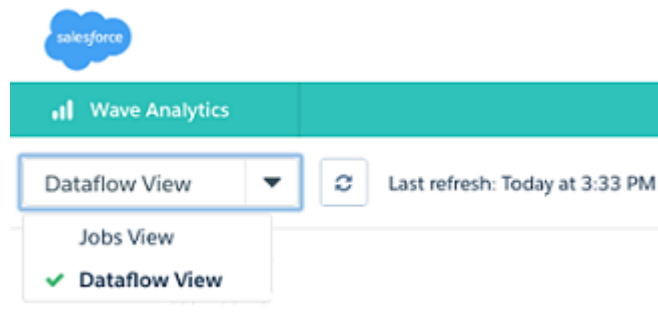 salesforce
Wave Analytics
Dataflow View
Last refresh: Today at 3:33 PM
Jobs View
Dataflow View